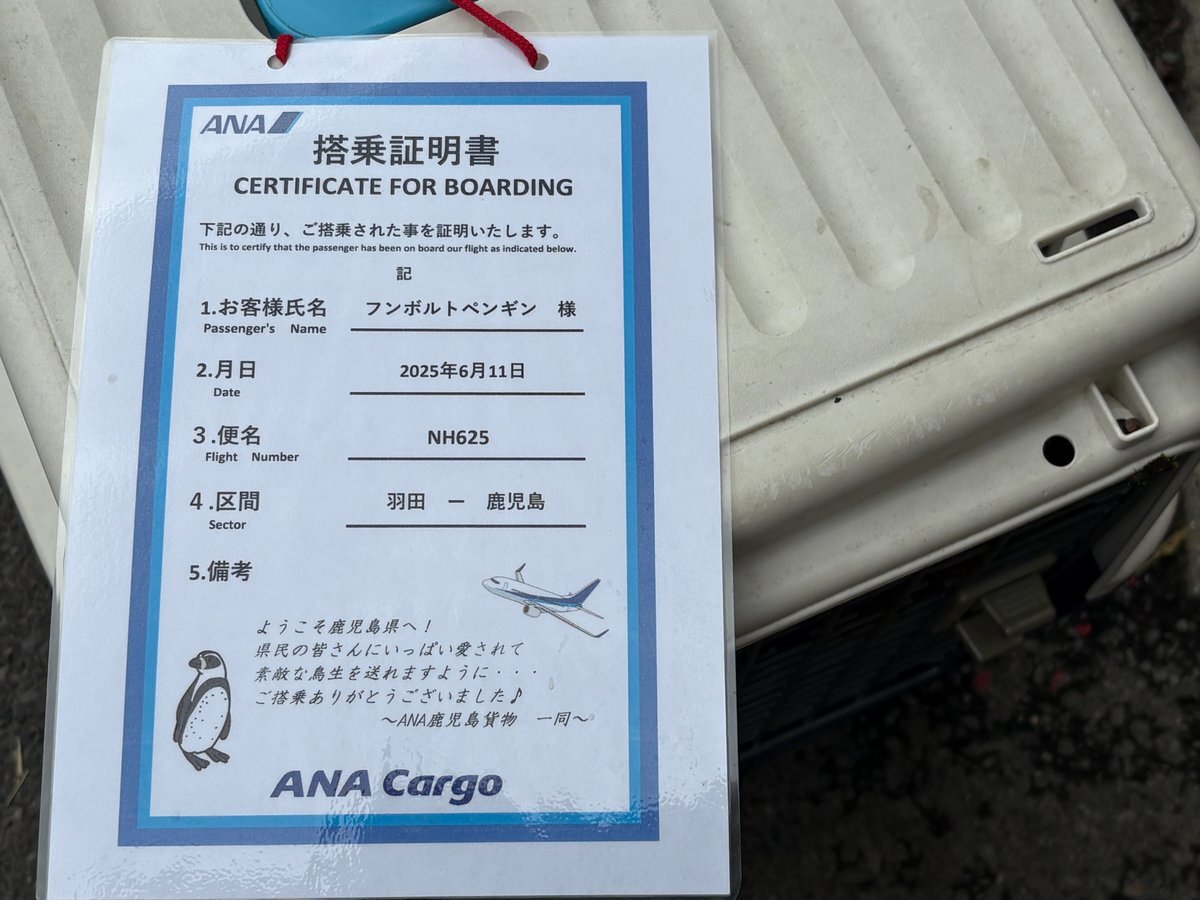 ANA
搭乗証明書
CERTIFICATE FOR BOARDING
下記の通り、ご搭乗された事を証明いたします。
This is to certify that the passenger has been on board our flight as indicated below.
記
1.お客様氏名 フンボルトペンギン 様
Passenger's Name
2.月日 2025年6月11日
Date
3.便名 NH625
Flight Number
4.区間 羽田 ー 鹿児島
Sector
5.備考
ようこそ鹿児島県へ！
県民の皆さんにいっぱい愛されて
素敵な鳥生を送れますように・・・
ご搭乗ありがとうございました♪
～ANA鹿児島貨物 一同～
ANA Cargo